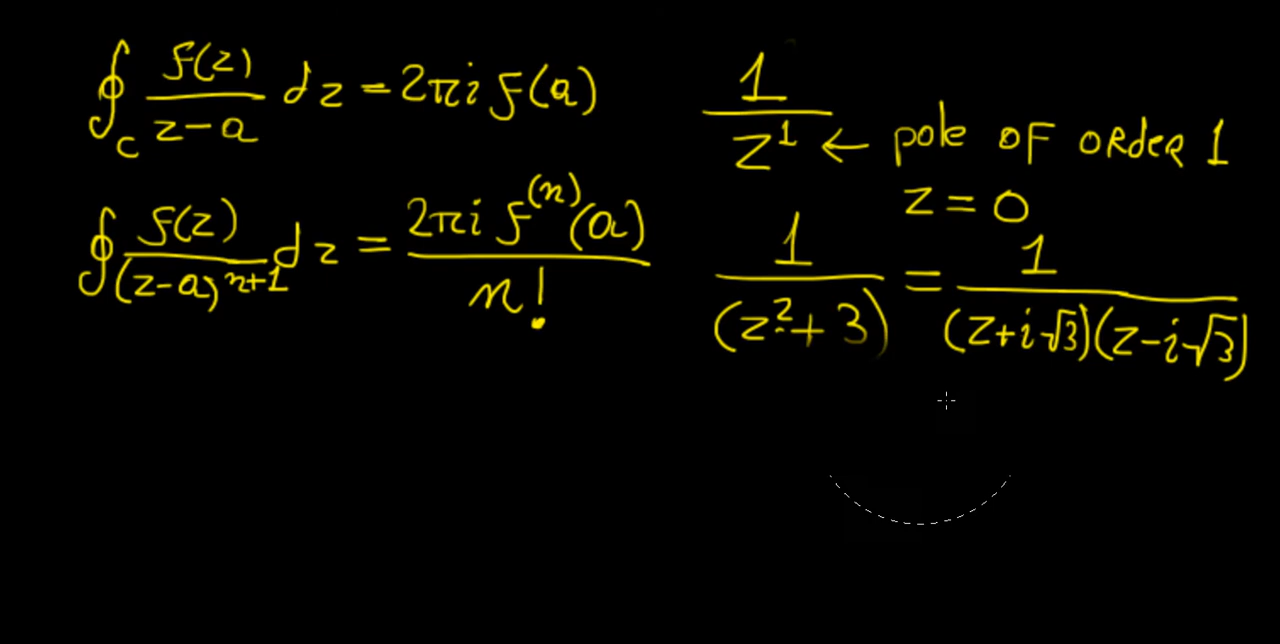 ∮_C f(z)/(z-a) dz = 2πi f(a)
∮ f(z)/(z-a)^(n+1) dz = 2πi f^(n)(a) / n!
1/z^1 ← pole of order 1
z = 0
1/(z^2+3) = 1/((z+i√3)(z-i√3))